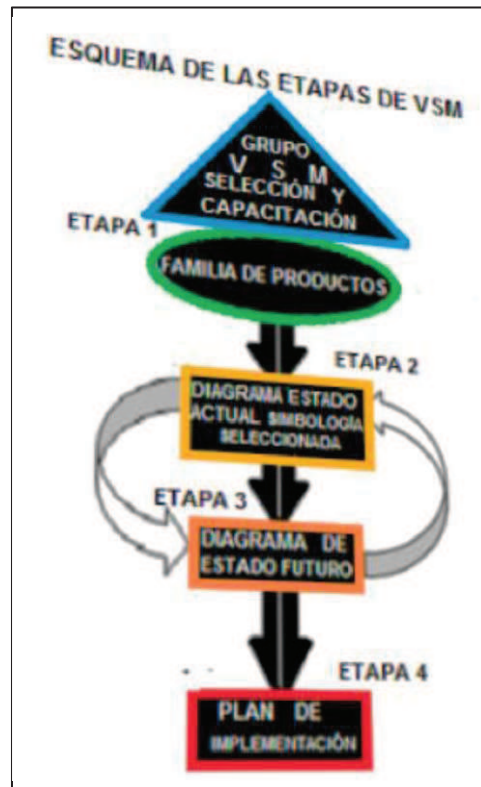 ESQUEMA DE LAS ETAPAS DE VSM
GRUPO
V S M
SELECCIÓN Y
CAPACITACIÓN
ETAPA 1
FAMILIA DE PRODUCTOS
ETAPA 2
DIAGRAMA ESTADO
ACTUAL SIMBOLOGÍA
SELECCIONADA
ETAPA 3
DIAGRAMA DE
ESTADO FUTURO
ETAPA 4
PLAN DE
IMPLEMENTACIÓN